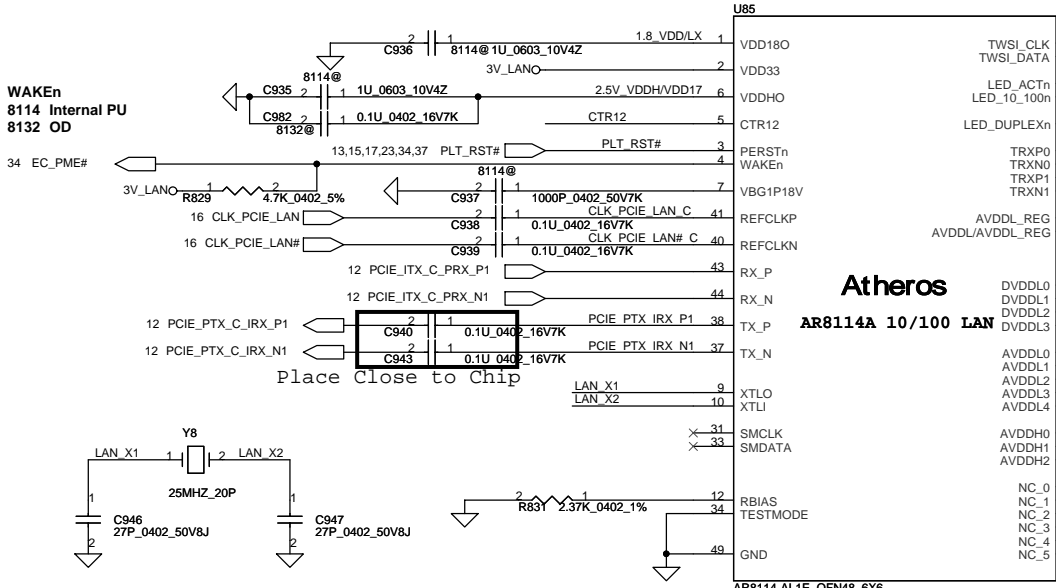 U85
2 1 1.8_VDD/LX 1 VDD18O TWSI_CLK
C936 8114@ 1U_0603_10V4Z TWSI_DATA
3V_LAN 2 VDD33
8114@ LED_ACTn
WAKEn C935 2 1 1U_0603_10V4Z 2.5V_VDDH/VDD17 6 VDDHO LED_10_100n
8114 Internal PU
8132 OD C982 2 1 0.1U_0402_16V7K CTR12 5 CTR12 LED_DUPLEXn
8132@
13,15,17,23,34,37 PLT_RST# PLT_RST# 3 PERSTn TRXP0
34 EC_PME# 4 WAKEn TRXN0
8114@ TRXP1
3V_LAN 1 2 2 1 7 VBG1P18V TRXN1
R829 4.7K_0402_5% C937 1000P_0402_50V7K
16 CLK_PCIE_LAN 2 1 CLK_PCIE_LAN_C 41 REFCLKP AVDDL_REG
C938 0.1U_0402_16V7K AVDDL/AVDDL_REG
16 CLK_PCIE_LAN# 2 1 CLK_PCIE_LAN#_C 40 REFCLKN
C939 0.1U_0402_16V7K
12 PCIE_ITX_C_PRX_P1 43 RX_P
Atheros DVDDL0
12 PCIE_ITX_C_PRX_N1 44 RX_N DVDDL1
DVDDL2
12 PCIE_PTX_C_IRX_P1 2 1 PCIE_PTX_IRX_P1 38 TX_P AR8114A 10/100 LAN DVDDL3
C940 0.1U_0402_16V7K
12 PCIE_PTX_C_IRX_N1 2 1 PCIE_PTX_IRX_N1 37 TX_N AVDDL0
C943 0.1U_0402_16V7K AVDDL1
Place Close to Chip AVDDL2
LAN_X1 9 XTLO AVDDL3
LAN_X2 10 XTLI AVDDL4
31 SMCLK AVDDH0
Y8 33 SMDATA AVDDH1
LAN_X1 1 2 LAN_X2 AVDDH2
25MHZ_20P NC_0
1 1 2 1 12 RBIAS NC_1
C946 C947 R831 2.37K_0402_1% 34 TESTMODE NC_2
27P_0402_50V8J 27P_0402_50V8J NC_3
2 2 NC_4
49 GND NC_5
AR8114-AL1E_QFN48_6X6